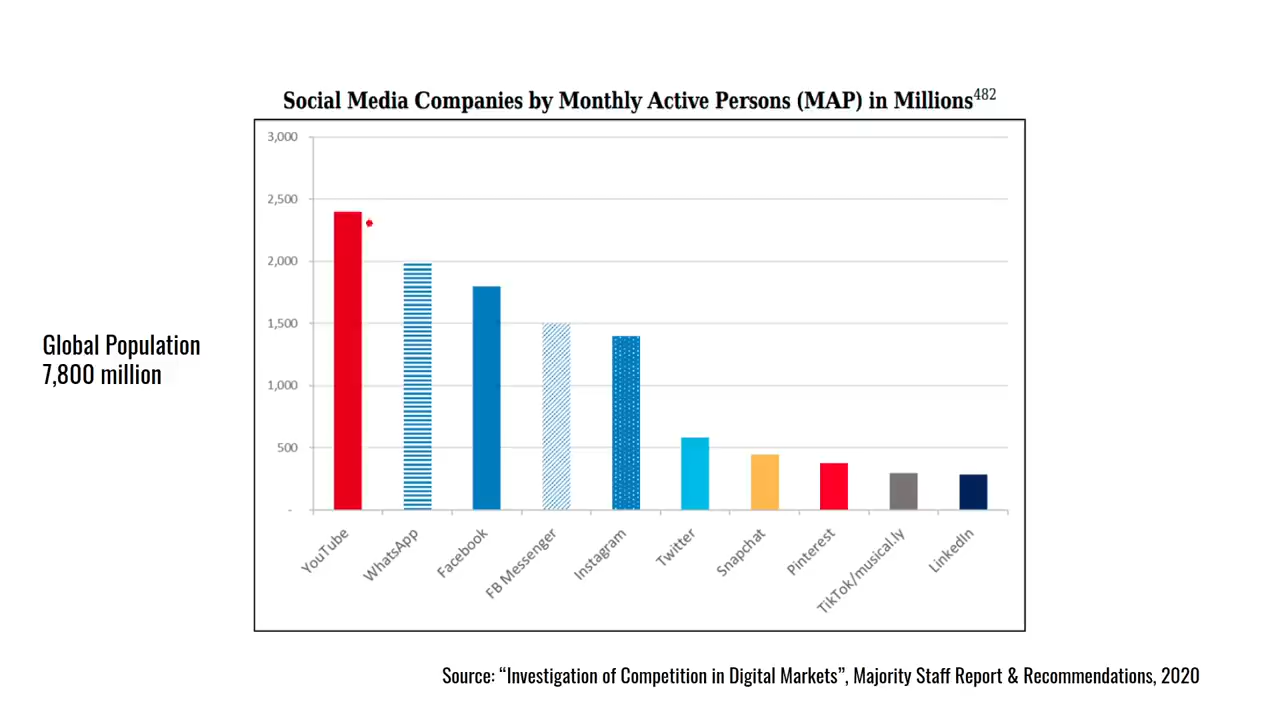 Social Media Companies by Monthly Active Persons (MAP) in Millions482
3,000
2,500
2,000
1,500
1,000
500
-
YouTube
WhatsApp
Facebook
FB Messenger
Instagram
Twitter
Snapchat
Pinterest
TikTok/musical.ly
LinkedIn
Global Population
7,800 million
Source: “Investigation of Competition in Digital Markets”, Majority Staff Report & Recommendations, 2020